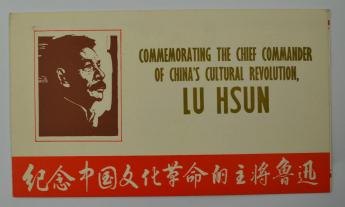 COMMEMORATING THE CHIEF COMMANDER
OF CHINA'S CULTURAL REVOLUTION,
LU HSUN
纪念中国文化革命的主将鲁迅